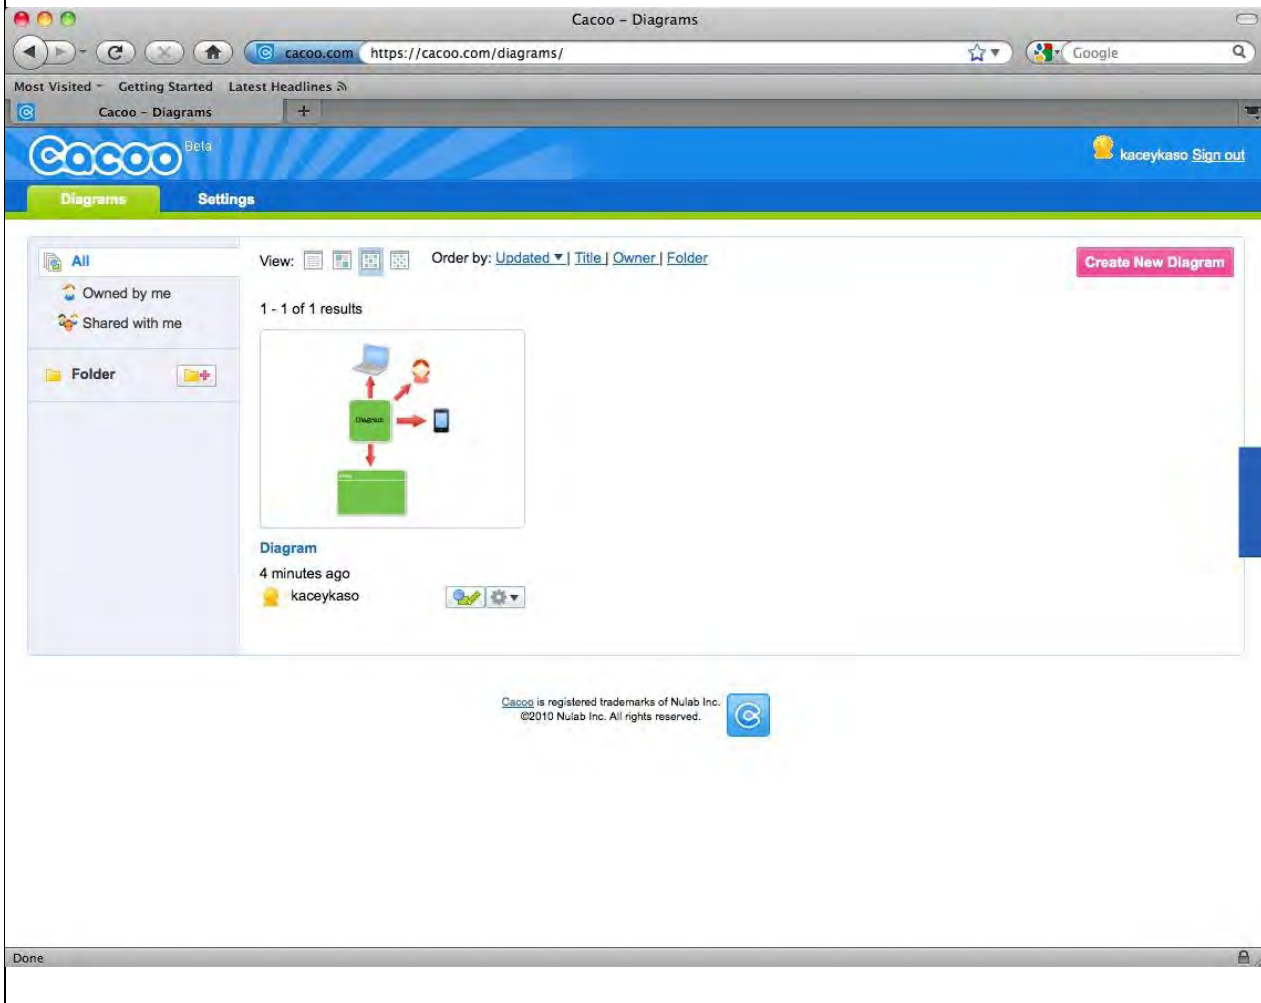 Cacoo – Diagrams
cacoo.com https://cacoo.com/diagrams/ Google
Most Visited Getting Started Latest Headlines
Cacoo – Diagrams +
Cacoo Beta
kaceykaso Sign out
Diagrams Settings
All
Owned by me
Shared with me
Folder
View: Order by: Updated ▼ | Title | Owner | Folder
Create New Diagram
1 - 1 of 1 results
Diagram
Diagram
4 minutes ago
kaceykaso
Cacoo is registered trademarks of Nulab Inc.
©2010 Nulab Inc. All rights reserved.
Done